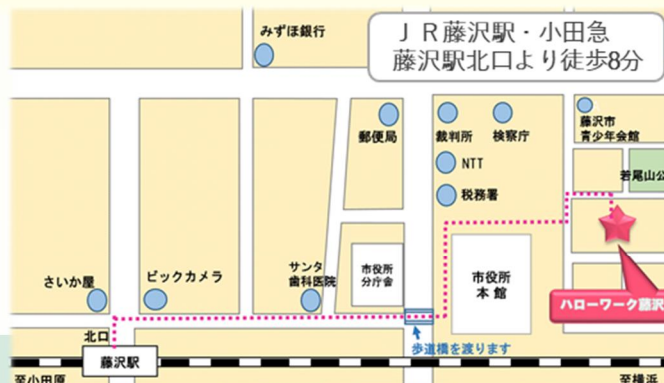 みずほ銀行
ＪＲ藤沢駅・小田急
藤沢駅北口より徒歩8分
郵便局
裁判所
検察庁
藤沢市
青少年会館
NTT
若尾山公
税務署
さいか屋
ビックカメラ
サンタ
歯科医院
市役所
分庁舎
市役所
本館
ハローワーク藤沢
北口
歩道橋を渡ります
藤沢駅
至小田原
至横浜